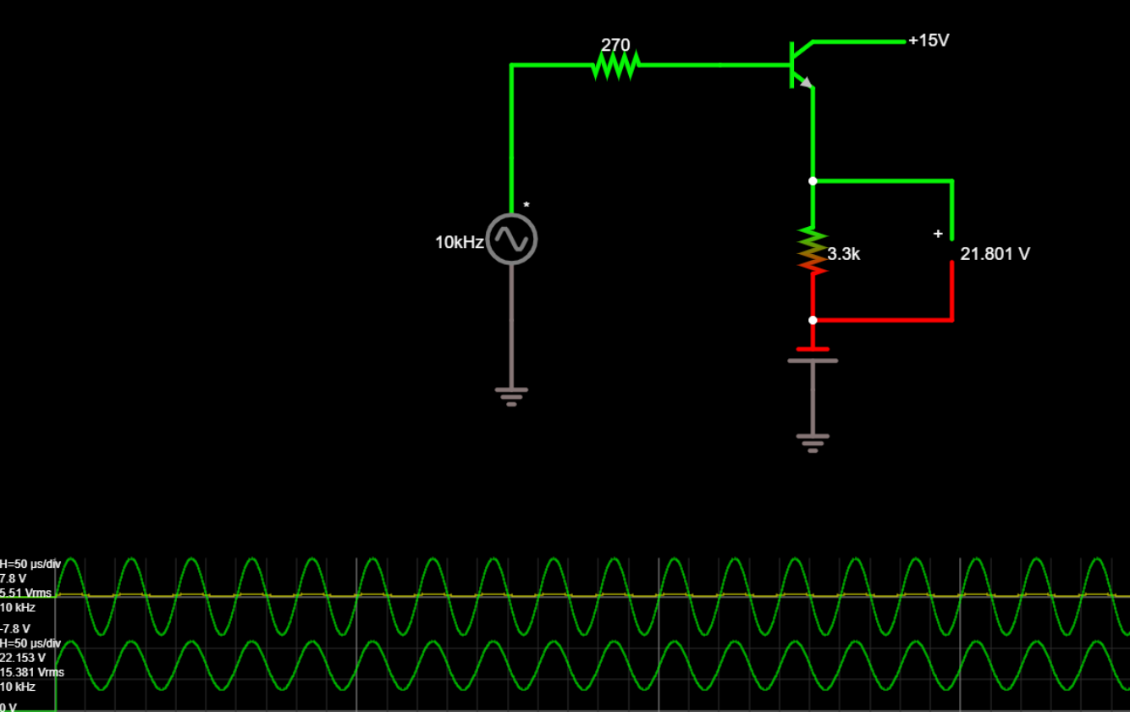 270
+15V
*
10kHz
+
3.3k
21.801 V
H=50 µs/div
7.8 V
5.51 Vrms
10 kHz
-7.8 V
H=50 µs/div
22.153 V
15.381 Vrms
10 kHz
0 V